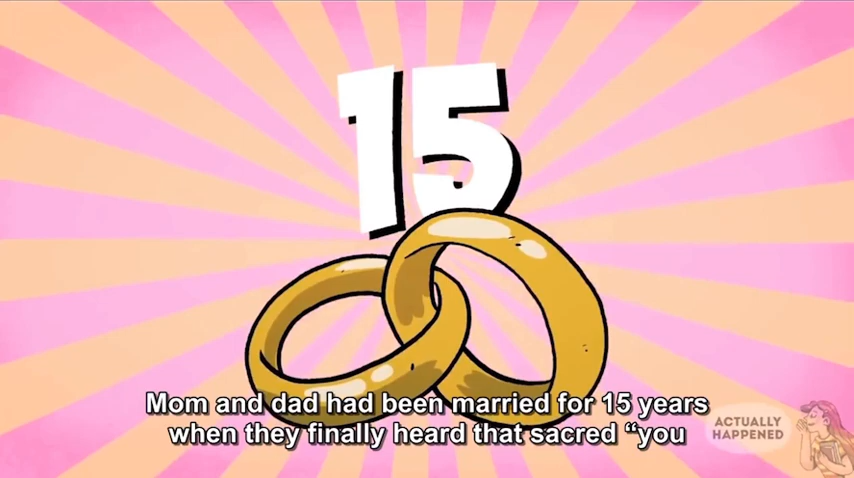 15
Mom and dad had been married for 15 years
when they finally heard that sacred “you
ACTUALLY
HAPPENED